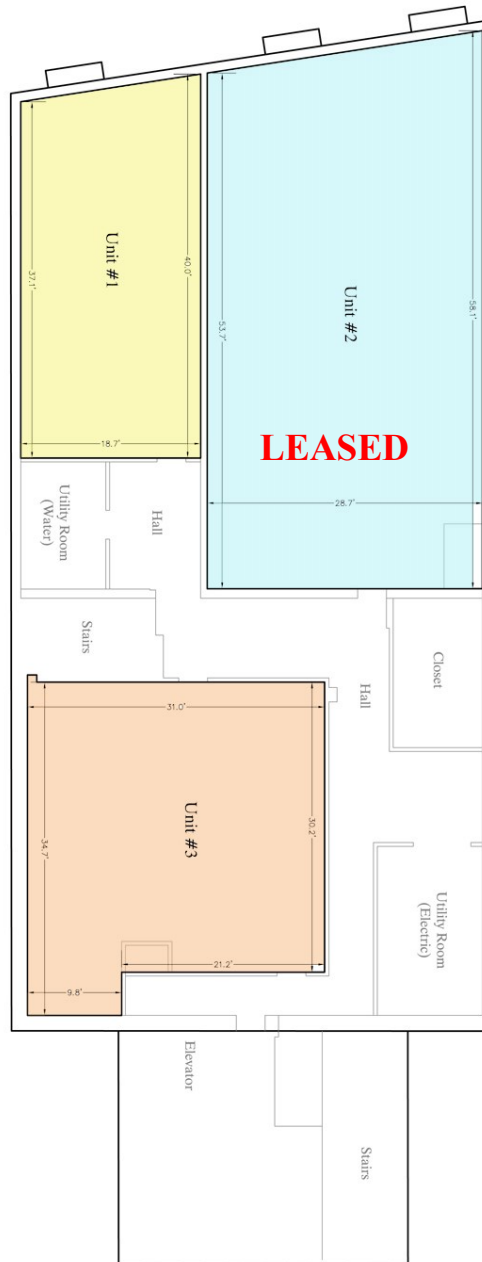 Unit #1
37.1'
40.0'
18.7'
Unit #2
53.7'
58.1'
LEASED
28.7'
Utility Room
(Water)
Hall
Stairs
Closet
Hall
31.0'
Unit #3
34.7'
30.2'
21.2'
9.8'
Utility Room
(Electric)
Elevator
Stairs